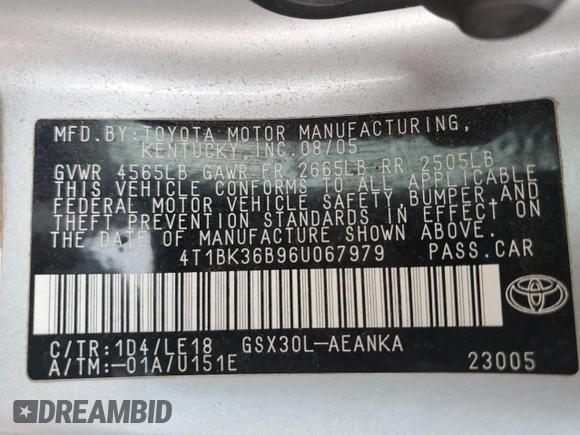 MFD.BY:TOYOTA MOTOR MANUFACTURING,
KENTUCKY,INC.08/05
GVWR 4565LB GAWR FR 2665LB RR 2505LB
THIS VEHICLE CONFORMS TO ALL APPLICABLE
FEDERAL MOTOR VEHICLE SAFETY,BUMPER,AND
THEFT PREVENTION STANDARDS IN EFFECT ON
THE DATE OF MANUFACTURE SHOWN ABOVE.
4T1BK36B96U067979 PASS.CAR
C/TR:1D4/LE18 GSX30L-AEANKA
A/TM:-01A/U151E 23005
DREAMBID